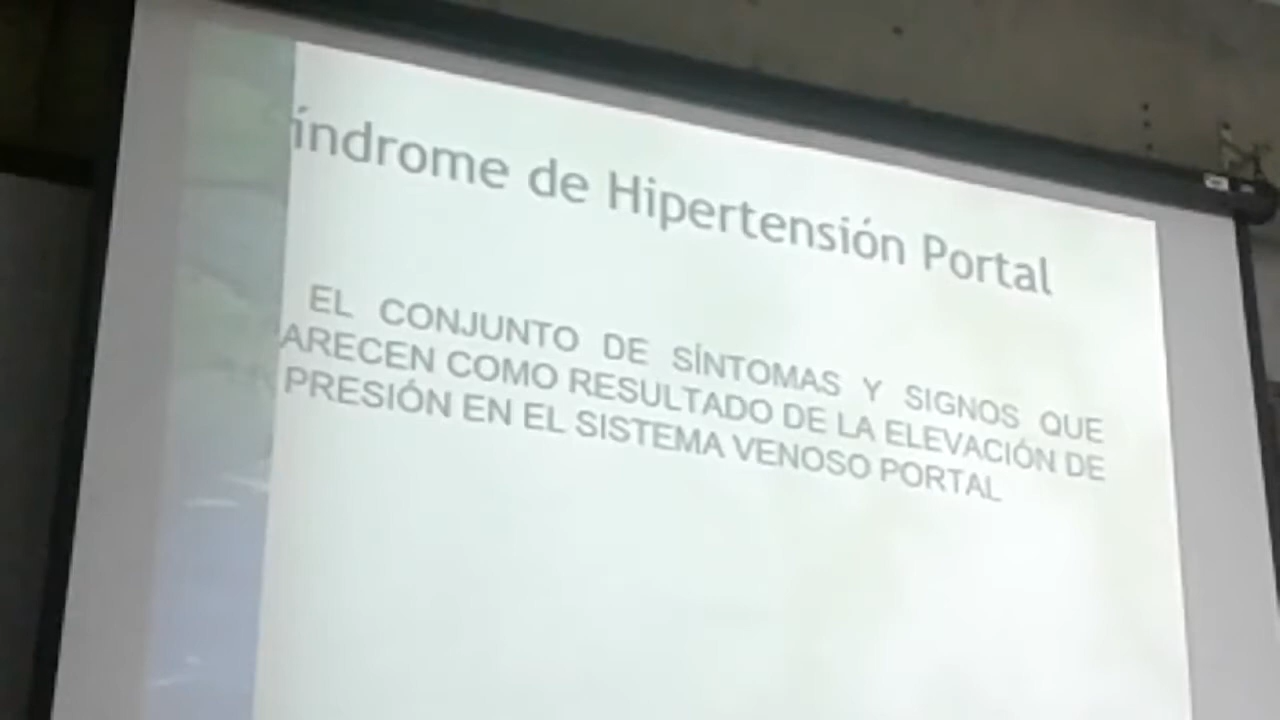 índrome de Hipertensión Portal
EL CONJUNTO DE SÍNTOMAS Y SIGNOS QUE
ARECEN COMO RESULTADO DE LA ELEVACIÓN DE
PRESIÓN EN EL SISTEMA VENOSO PORTAL